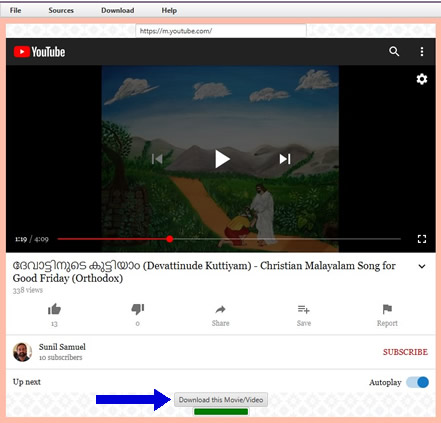 File Sources Download Help
https://m.youtube.com/
YouTube
1:19 / 4:09
ദേവാട്ടിനുടെ കുട്ടിയാം (Devattinude Kuttiyam) - Christian Malayalam Song for
Good Friday (Orthodox)
338 views
13 0 Share Save Report
Sunil Samuel
10 subscribers
SUBSCRIBE
Up next Autoplay
Download this Movie/Video